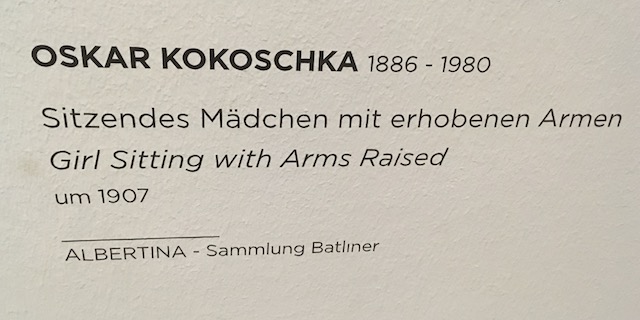 OSKAR KOKOSCHKA 1886 - 1980
Sitzendes Mädchen mit erhobenen Armen
Girl Sitting with Arms Raised
um 1907
ALBERTINA - Sammlung Batliner